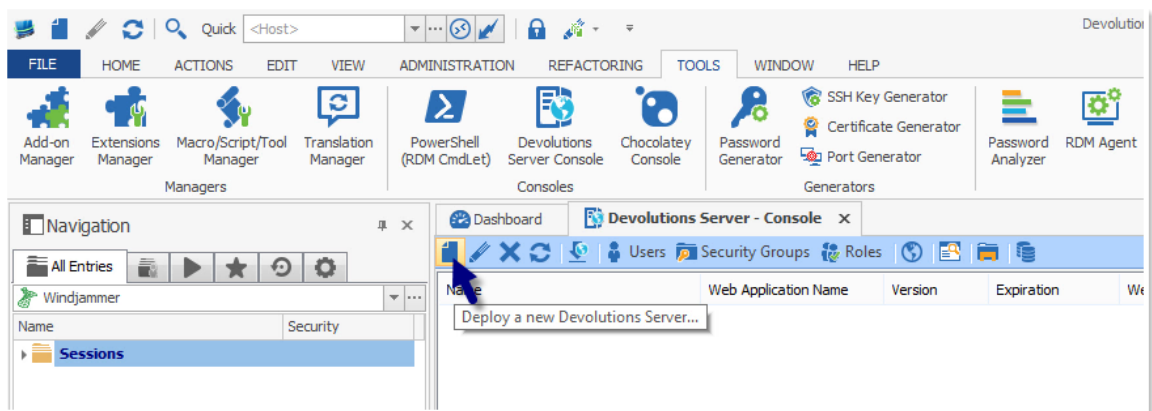 Quick <Host>
Devolution
FILE HOME ACTIONS EDIT VIEW ADMINISTRATION REFACTORING TOOLS WINDOW HELP
Add-on Manager
Extensions Manager
Macro/Script/Tool Manager
Translation Manager
Managers
PowerShell (RDM CmdLet)
Devolutions Server Console
Chocolatey Console
Consoles
Password Generator
SSH Key Generator
Certificate Generator
Port Generator
Generators
Password Analyzer
RDM Agent
Navigation
All Entries
Windjammer
Name Security
Sessions
Dashboard Devolutions Server - Console
Users Security Groups Roles
Web Application Name Version Expiration We
Deploy a new Devolutions Server...